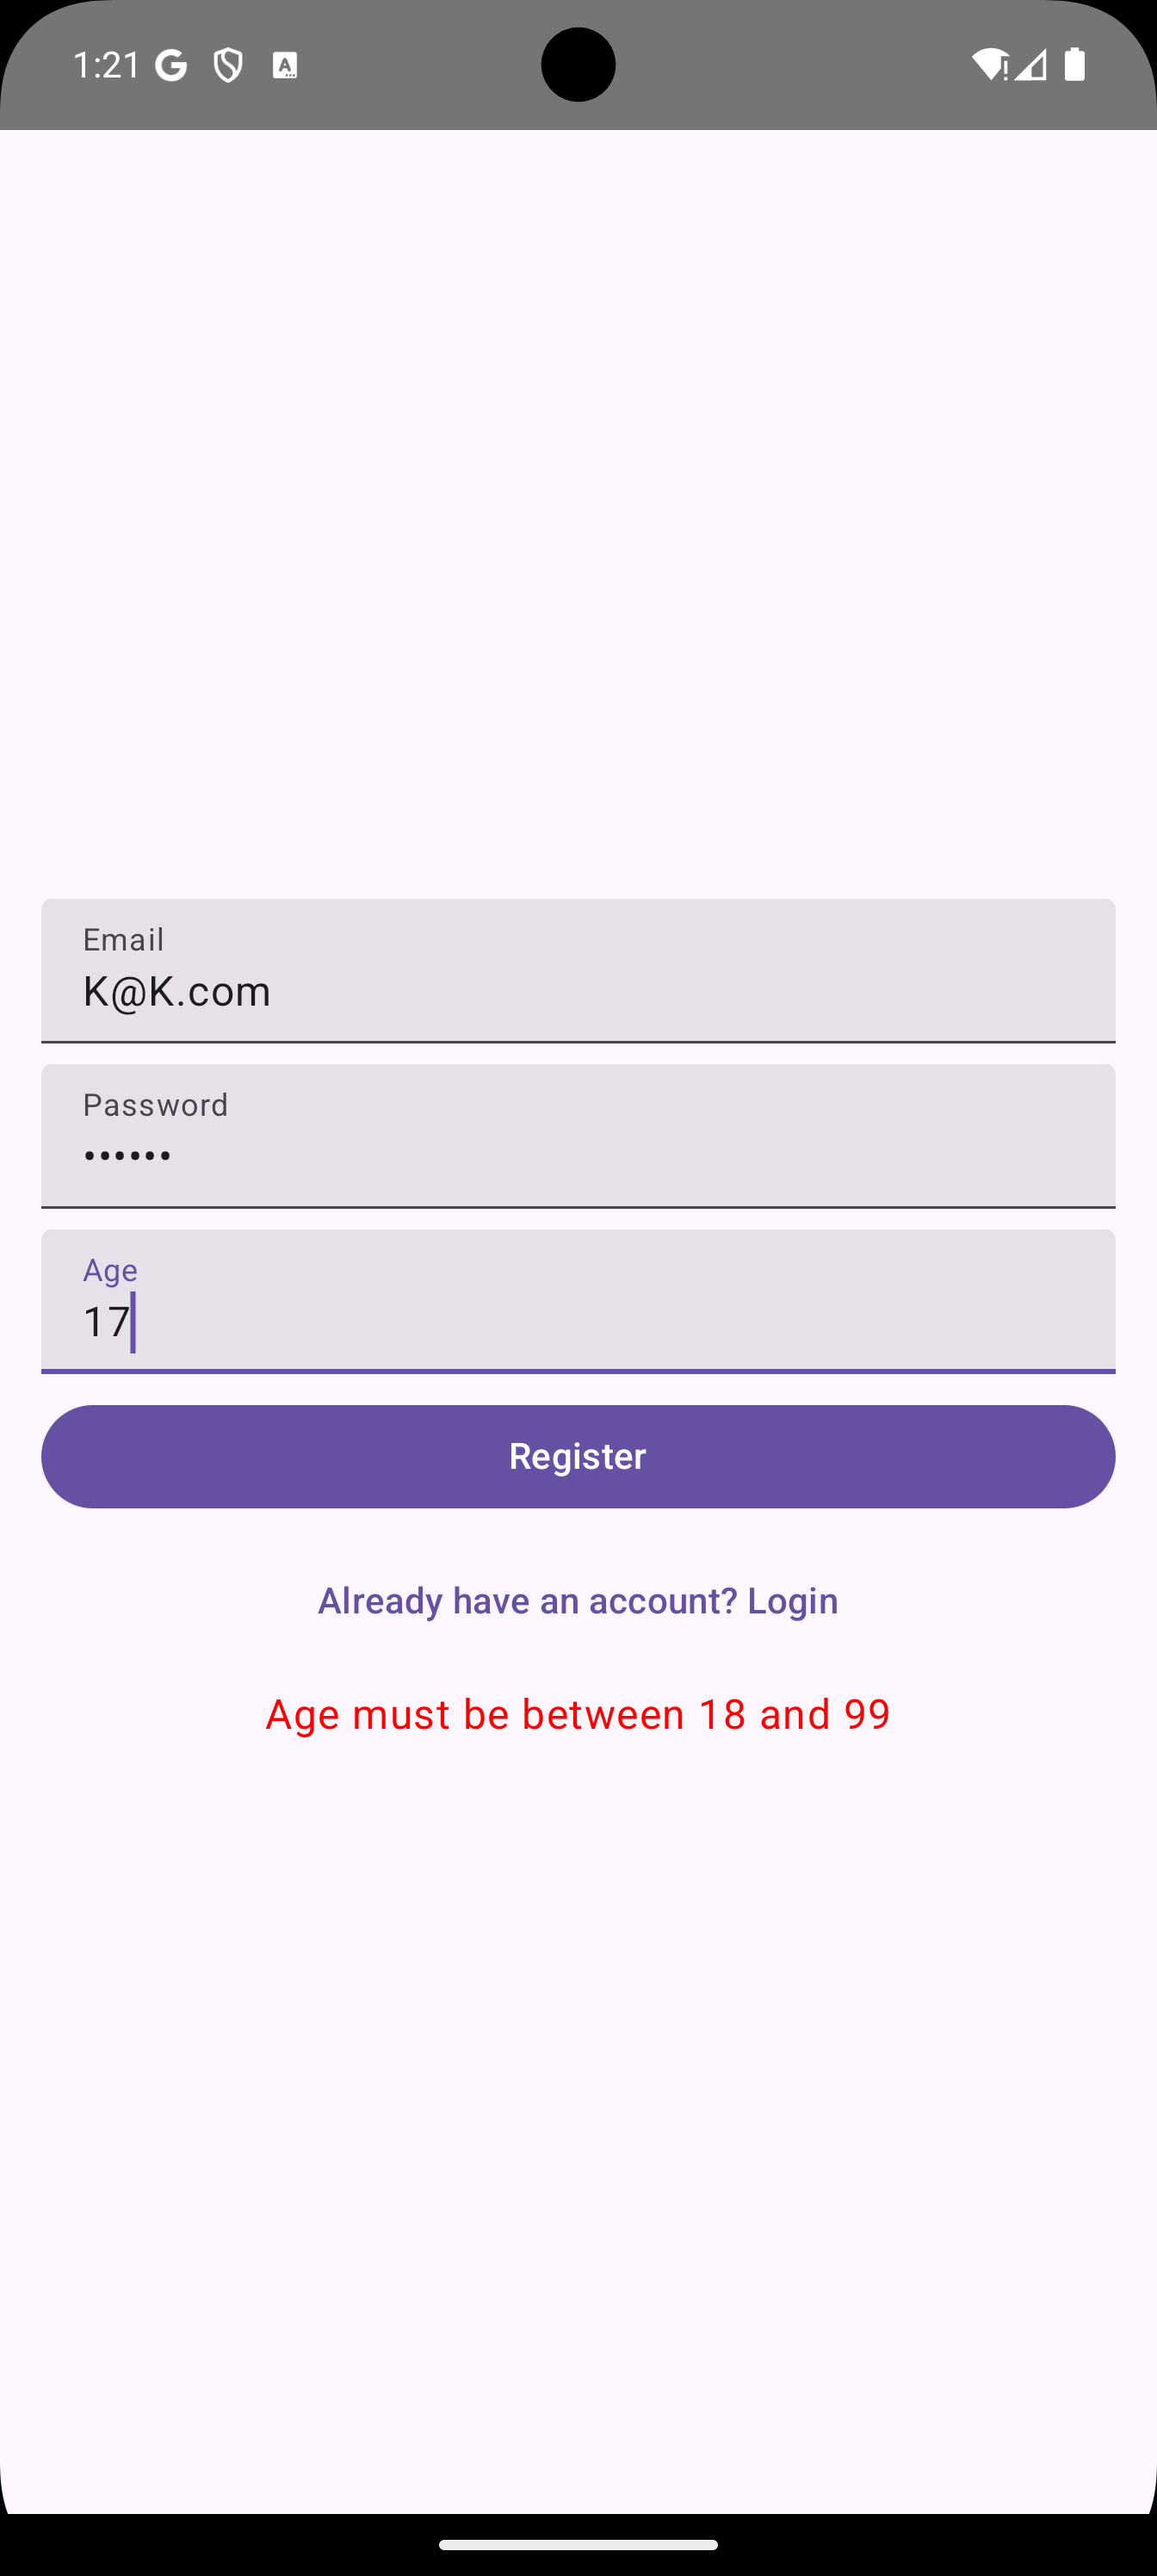 1:21
Email
K@K.com
Password
••••••
Age
17
Register
Already have an account? Login
Age must be between 18 and 99